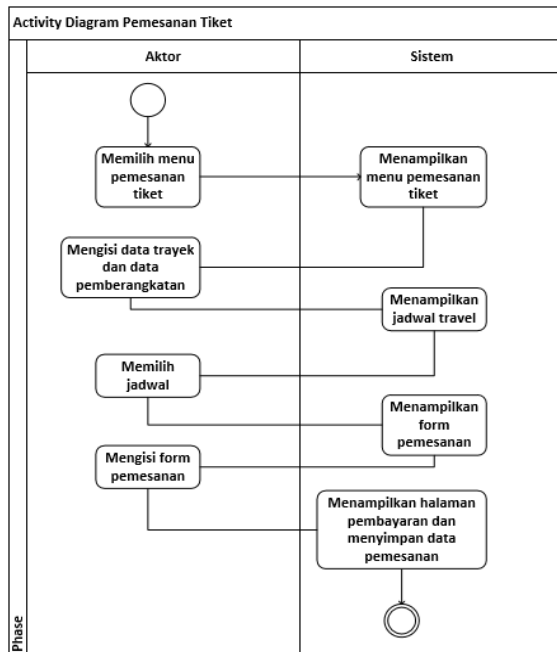 Activity Diagram Pemesanan Tiket
Aktor
Sistem
Memilih menu
pemesanan
tiket
Menampilkan
menu pemesanan
tiket
Mengisi data trayek
dan data
pemberangkatan
Menampilkan
jadwal travel
Memilih
jadwal
Menampilkan
form
pemesanan
Mengisi form
pemesanan
Menampilkan halaman
pembayaran dan
menyimpan data
pemesanan
Phase